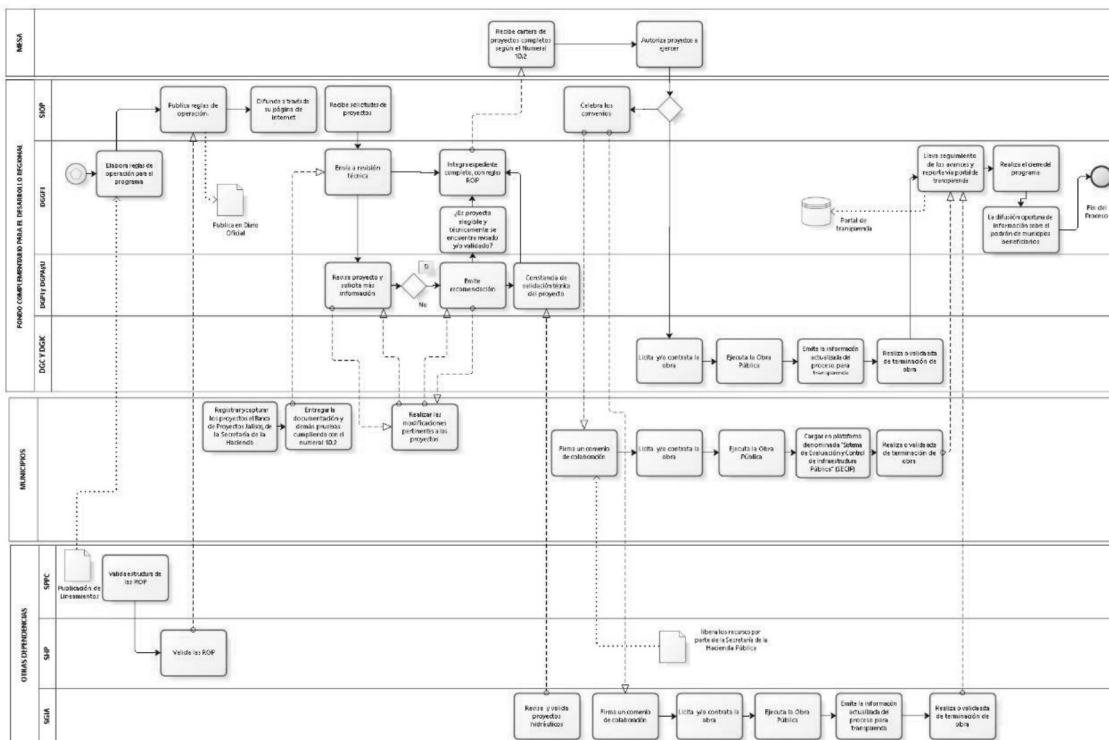 MESA
Recibe cartera de
proyectos completos
según el Numeral
10.2
Autoriza proyectos a
ejercer
FONDO COMPLEMENTARIO PARA EL DESARROLLO REGIONAL
SIOP
Publica reglas de
operación.
Difunde a través de
su página de
internet
Recibe solicitudes de
proyectos
Celebra los
convenios
Elabora reglas de
operación para el
programa
Publica en Diario
Oficial
Envía a revisión
técnica
Integra expediente
completo, con reglas
ROP
¿Es proyecto
elegible y
técnicamente se
encuentra revisado
y/o validado?
Lleva seguimiento
de los avances y
reporta vía portal de
transparencia
Realiza el cierre del
programa
Portal de
transparencia
La difusión oportuna de
información sobre el
padrón de municipios
beneficiarios
Fin del
Proceso
Revisa proyecto y
solicita más
información
Si
No
Emite
recomendación
Constancia de
validación técnica
del proyecto
DGC Y DGIC
Licita y/o contrata la
obra
Ejecuta la Obra
Pública
Emite la información
actualizada del
proceso para
transparencia
Realiza o valida acta
de terminación de
obra
MUNICIPIOS
Registrar y capturar
los proyectos el Banco
de Proyectos Jalisco, de
la Secretaría de la
Hacienda
Entregar la
documentación y
demás pruebas
cumpliendo con el
numeral 10.2
Realizar las
modificaciones
pertinentes a los
proyectos
Firma un convenio
de colaboración
Licita y/o contrata la
obra
Ejecuta la Obra
Pública
Cargar en plataforma
denominada "Sistema
de Evaluación y Control
de Infraestructura
Pública" (SECIP)
Realiza o valida acta
de terminación de
obra
OTRAS DEPENDENCIAS
SPPC
Publicación de
Lineamientos
Valida estructura de
las ROP
SHP
Valida las ROP
libera los recursos por
parte de la Secretaría de la
Hacienda Pública
SGIA
Revisa y valida
proyectos
hidráulicos
Firma un convenio
de colaboración
Licita y/o contrata la
obra
Ejecuta la Obra
Pública
Emite la información
actualizada del
proceso para
transparencia
Realiza o valida acta
de terminación de
obra